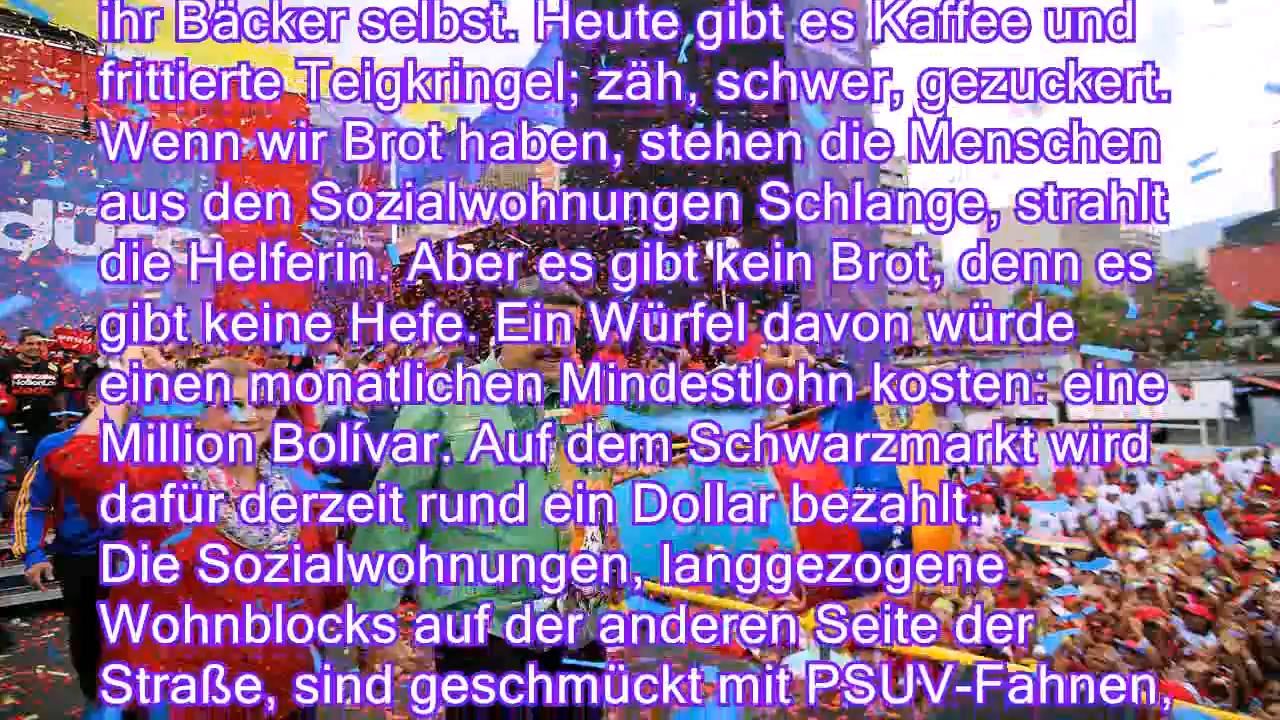 ihr Bäcker selbst. Heute gibt es Kaffee und
frittierte Teigkringel; zäh, schwer, gezuckert.
Wenn wir Brot haben, stehen die Menschen
aus den Sozialwohnungen Schlange, strahlt
die Helferin. Aber es gibt kein Brot, denn es
gibt keine Hefe. Ein Würfel davon würde
einen monatlichen Mindestlohn kosten: eine
Million Bolívar. Auf dem Schwarzmarkt wird
dafür derzeit rund ein Dollar bezahlt.
Die Sozialwohnungen, langgezogene
Wohnblocks auf der anderen Seite der
Straße, sind geschmückt mit PSUV-Fahnen,